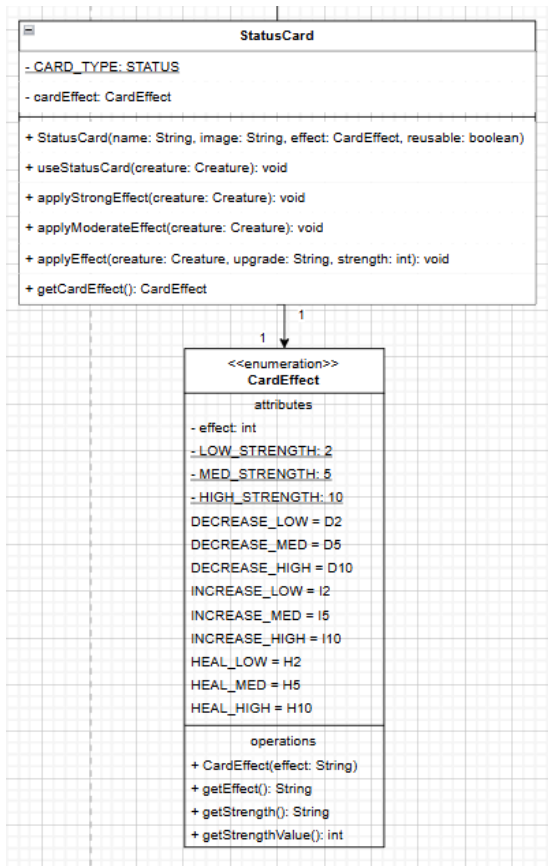 StatusCard
- CARD_TYPE: STATUS
- cardEffect: CardEffect
+ StatusCard(name: String, image: String, effect: CardEffect, reusable: boolean)
+ useStatusCard(creature: Creature): void
+ applyStrongEffect(creature: Creature): void
+ applyModerateEffect(creature: Creature): void
+ applyEffect(creature: Creature, upgrade: String, strength: int): void
+ getCardEffect(): CardEffect
1
1
<<enumeration>>
CardEffect
attributes
- effect: int
- LOW_STRENGTH: 2
- MED_STRENGTH: 5
- HIGH_STRENGTH: 10
DECREASE_LOW = D2
DECREASE_MED = D5
DECREASE_HIGH = D10
INCREASE_LOW = I2
INCREASE_MED = I5
INCREASE_HIGH = I10
HEAL_LOW = H2
HEAL_MED = H5
HEAL_HIGH = H10
operations
+ CardEffect(effect: String)
+ getEffect(): String
+ getStrength(): String
+ getStrengthValue(): int